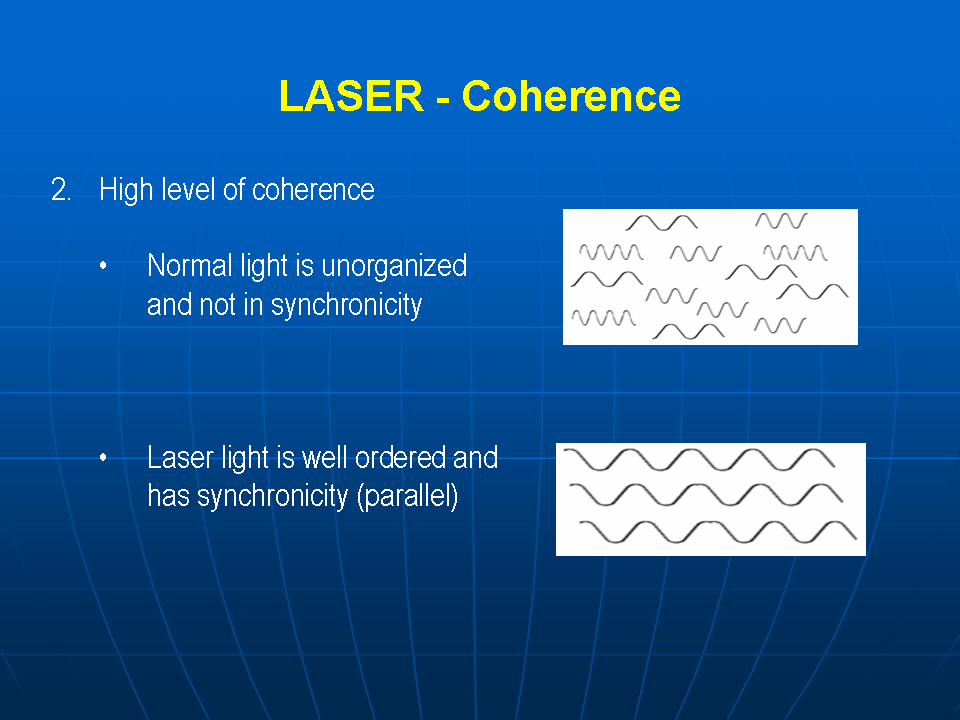 LASER - Coherence
2. High level of coherence
• Normal light is unorganized
and not in synchronicity
• Laser light is well ordered and
has synchronicity (parallel)